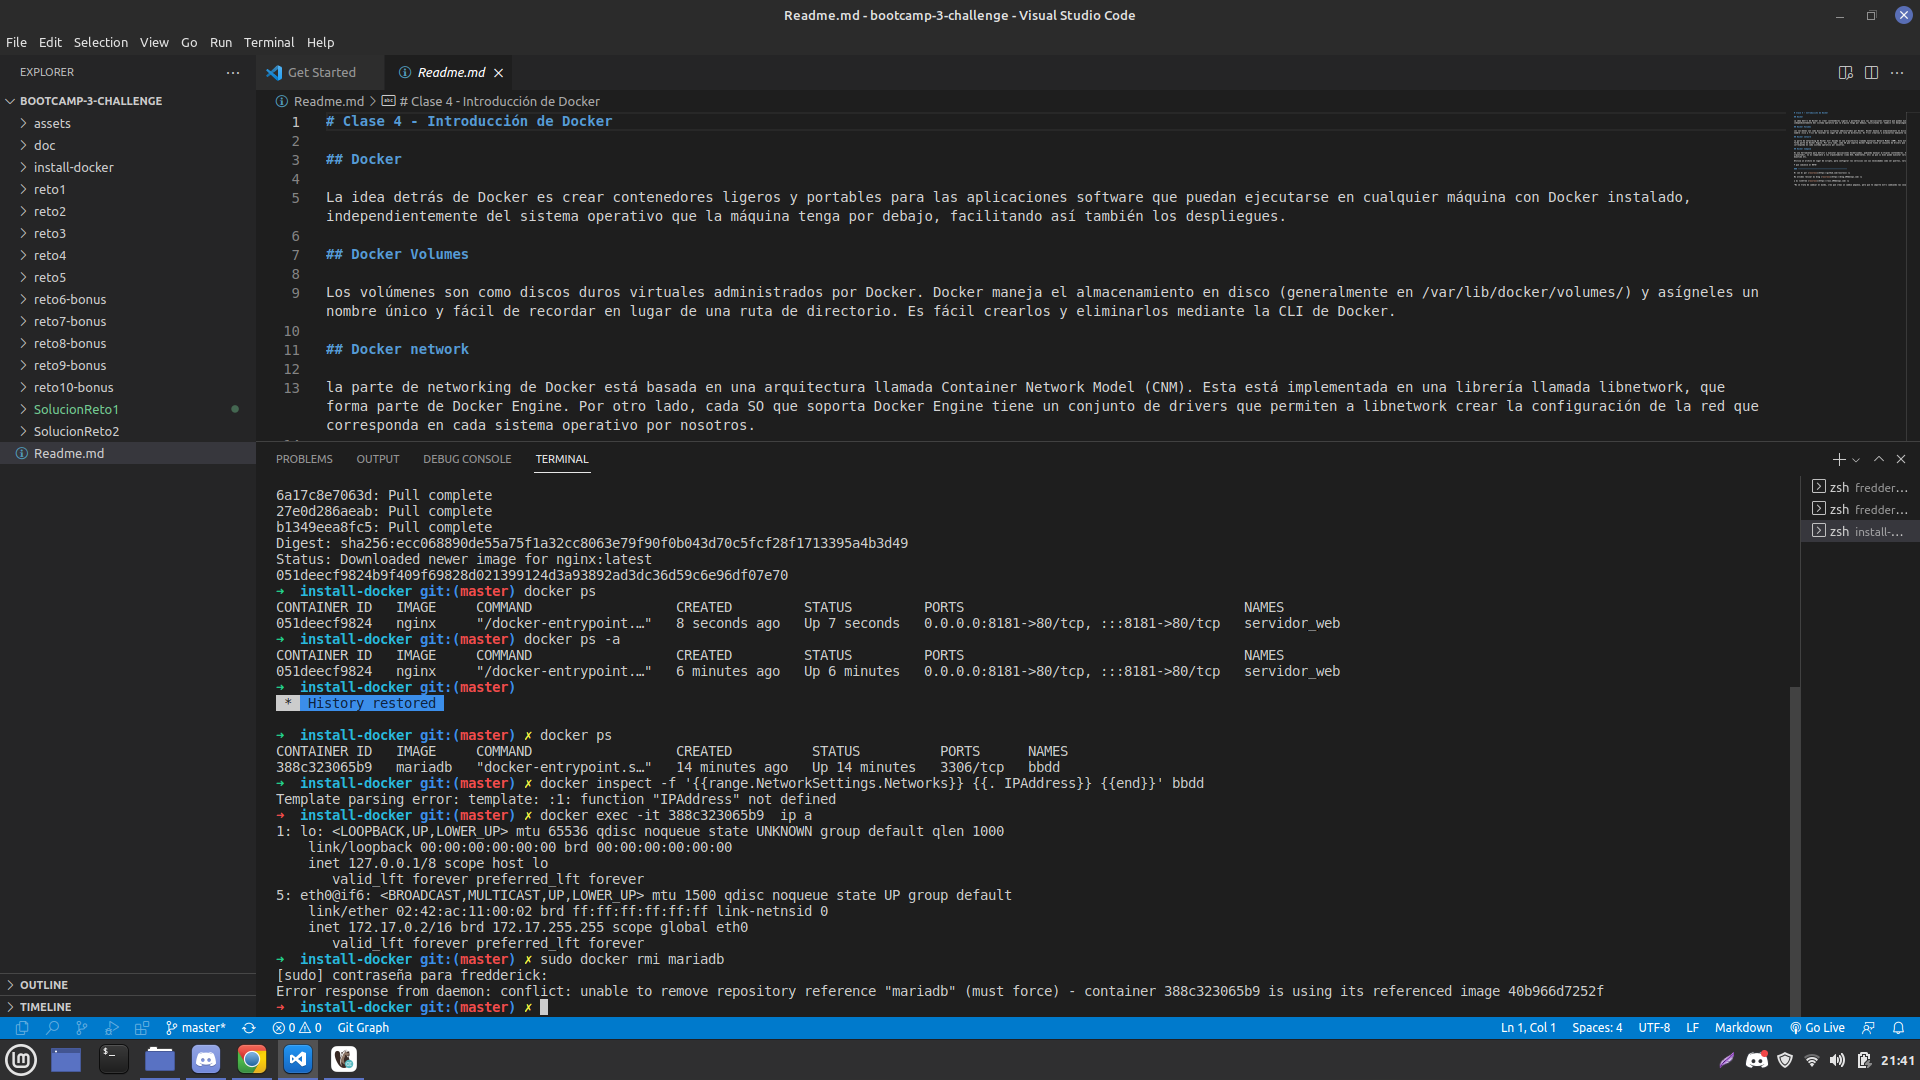 Readme.md - bootcamp-3-challenge - Visual Studio Code
File Edit Selection View Go Run Terminal Help
EXPLORER
BOOTCAMP-3-CHALLENGE
assets
doc
install-docker
reto1
reto2
reto3
reto4
reto5
reto6-bonus
reto7-bonus
reto8-bonus
reto9-bonus
reto10-bonus
SolucionReto1
SolucionReto2
Readme.md
OUTLINE
TIMELINE
Get Started
Readme.md
Readme.md > # Clase 4 - Introducción de Docker
1 # Clase 4 - Introducción de Docker
2
3 ## Docker
4
5 La idea detrás de Docker es crear contenedores ligeros y portables para las aplicaciones software que puedan ejecutarse en cualquier máquina con Docker instalado,
independientemente del sistema operativo que la máquina tenga por debajo, facilitando así también los despliegues.
6
7 ## Docker Volumes
8
9 Los volúmenes son como discos duros virtuales administrados por Docker. Docker maneja el almacenamiento en disco (generalmente en /var/lib/docker/volumes/) y asígneles un
nombre único y fácil de recordar en lugar de una ruta de directorio. Es fácil crearlos y eliminarlos mediante la CLI de Docker.
10
11 ## Docker network
12
13 la parte de networking de Docker está basada en una arquitectura llamada Container Network Model (CNM). Esta está implementada en una librería llamada libnetwork, que
forma parte de Docker Engine. Por otro lado, cada SO que soporta Docker Engine tiene un conjunto de drivers que permiten a libnetwork crear la configuración de la red que
corresponda en cada sistema operativo por nosotros.
PROBLEMS OUTPUT DEBUG CONSOLE TERMINAL
6a17c8e7063d: Pull complete
27e0d286aeab: Pull complete
b1349eea8fc5: Pull complete
Digest: sha256:ecc068890de55a75f1a32cc8063e79f90f0b043d70c5fcf28f1713395a4b3d49
Status: Downloaded newer image for nginx:latest
051deecf9824b9f409f69828d021399124d3a93892ad3dc36d59c6e96df07e70
➜ install-docker git:(master) docker ps
CONTAINER ID IMAGE COMMAND CREATED STATUS PORTS NAMES
051deecf9824 nginx "/docker-entrypoint.…" 8 seconds ago Up 7 seconds 0.0.0.0:8181->80/tcp, :::8181->80/tcp servidor_web
➜ install-docker git:(master) docker ps -a
CONTAINER ID IMAGE COMMAND CREATED STATUS PORTS NAMES
051deecf9824 nginx "/docker-entrypoint.…" 6 minutes ago Up 6 minutes 0.0.0.0:8181->80/tcp, :::8181->80/tcp servidor_web
➜ install-docker git:(master)
* History restored
➜ install-docker git:(master) ✗ docker ps
CONTAINER ID IMAGE COMMAND CREATED STATUS PORTS NAMES
388c323065b9 mariadb "docker-entrypoint.s…" 14 minutes ago Up 14 minutes 3306/tcp bbdd
➜ install-docker git:(master) ✗ docker inspect -f '{{range.NetworkSettings.Networks}} {{. IPAddress}} {{end}}' bbdd
Template parsing error: template: :1: function "IPAddress" not defined
➜ install-docker git:(master) ✗ docker exec -it 388c323065b9 ip a
1: lo: <LOOPBACK,UP,LOWER_UP> mtu 65536 qdisc noqueue state UNKNOWN group default qlen 1000
link/loopback 00:00:00:00:00:00 brd 00:00:00:00:00:00
inet 127.0.0.1/8 scope host lo
valid_lft forever preferred_lft forever
5: eth0@if6: <BROADCAST,MULTICAST,UP,LOWER_UP> mtu 1500 qdisc noqueue state UP group default
link/ether 02:42:ac:11:00:02 brd ff:ff:ff:ff:ff:ff link-netnsid 0
inet 172.17.0.2/16 brd 172.17.255.255 scope global eth0
valid_lft forever preferred_lft forever
➜ install-docker git:(master) ✗ sudo docker rmi mariadb
[sudo] contraseña para fredderick:
Error response from daemon: conflict: unable to remove repository reference "mariadb" (must force) - container 388c323065b9 is using its referenced image 40b966d7252f
➜ install-docker git:(master) ✗
zsh fredder...
zsh fredder...
zsh install-...
master* 0 0 Git Graph
Ln 1, Col 1 Spaces: 4 UTF-8 LF Markdown Go Live
21:41